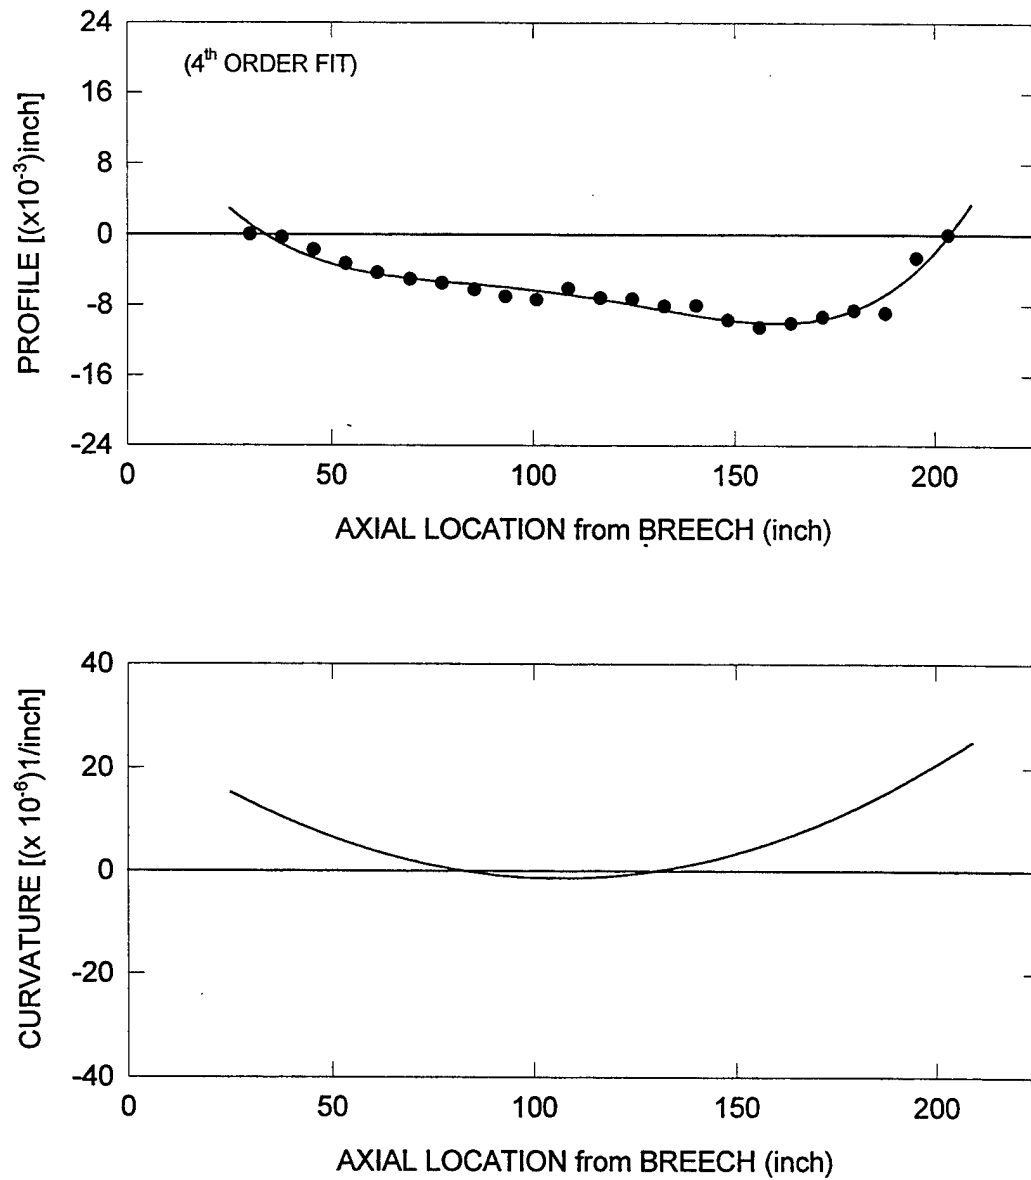 24
16
8
0
-8
-16
-24
PROFILE [(x10⁻³)inch]
(4ᵗʰ ORDER FIT)
0 50 100 150 200
AXIAL LOCATION from BREECH (inch)
40
20
0
-20
-40
CURVATURE [(x 10⁻⁶)1/inch]
0 50 100 150 200
AXIAL LOCATION from BREECH (inch)